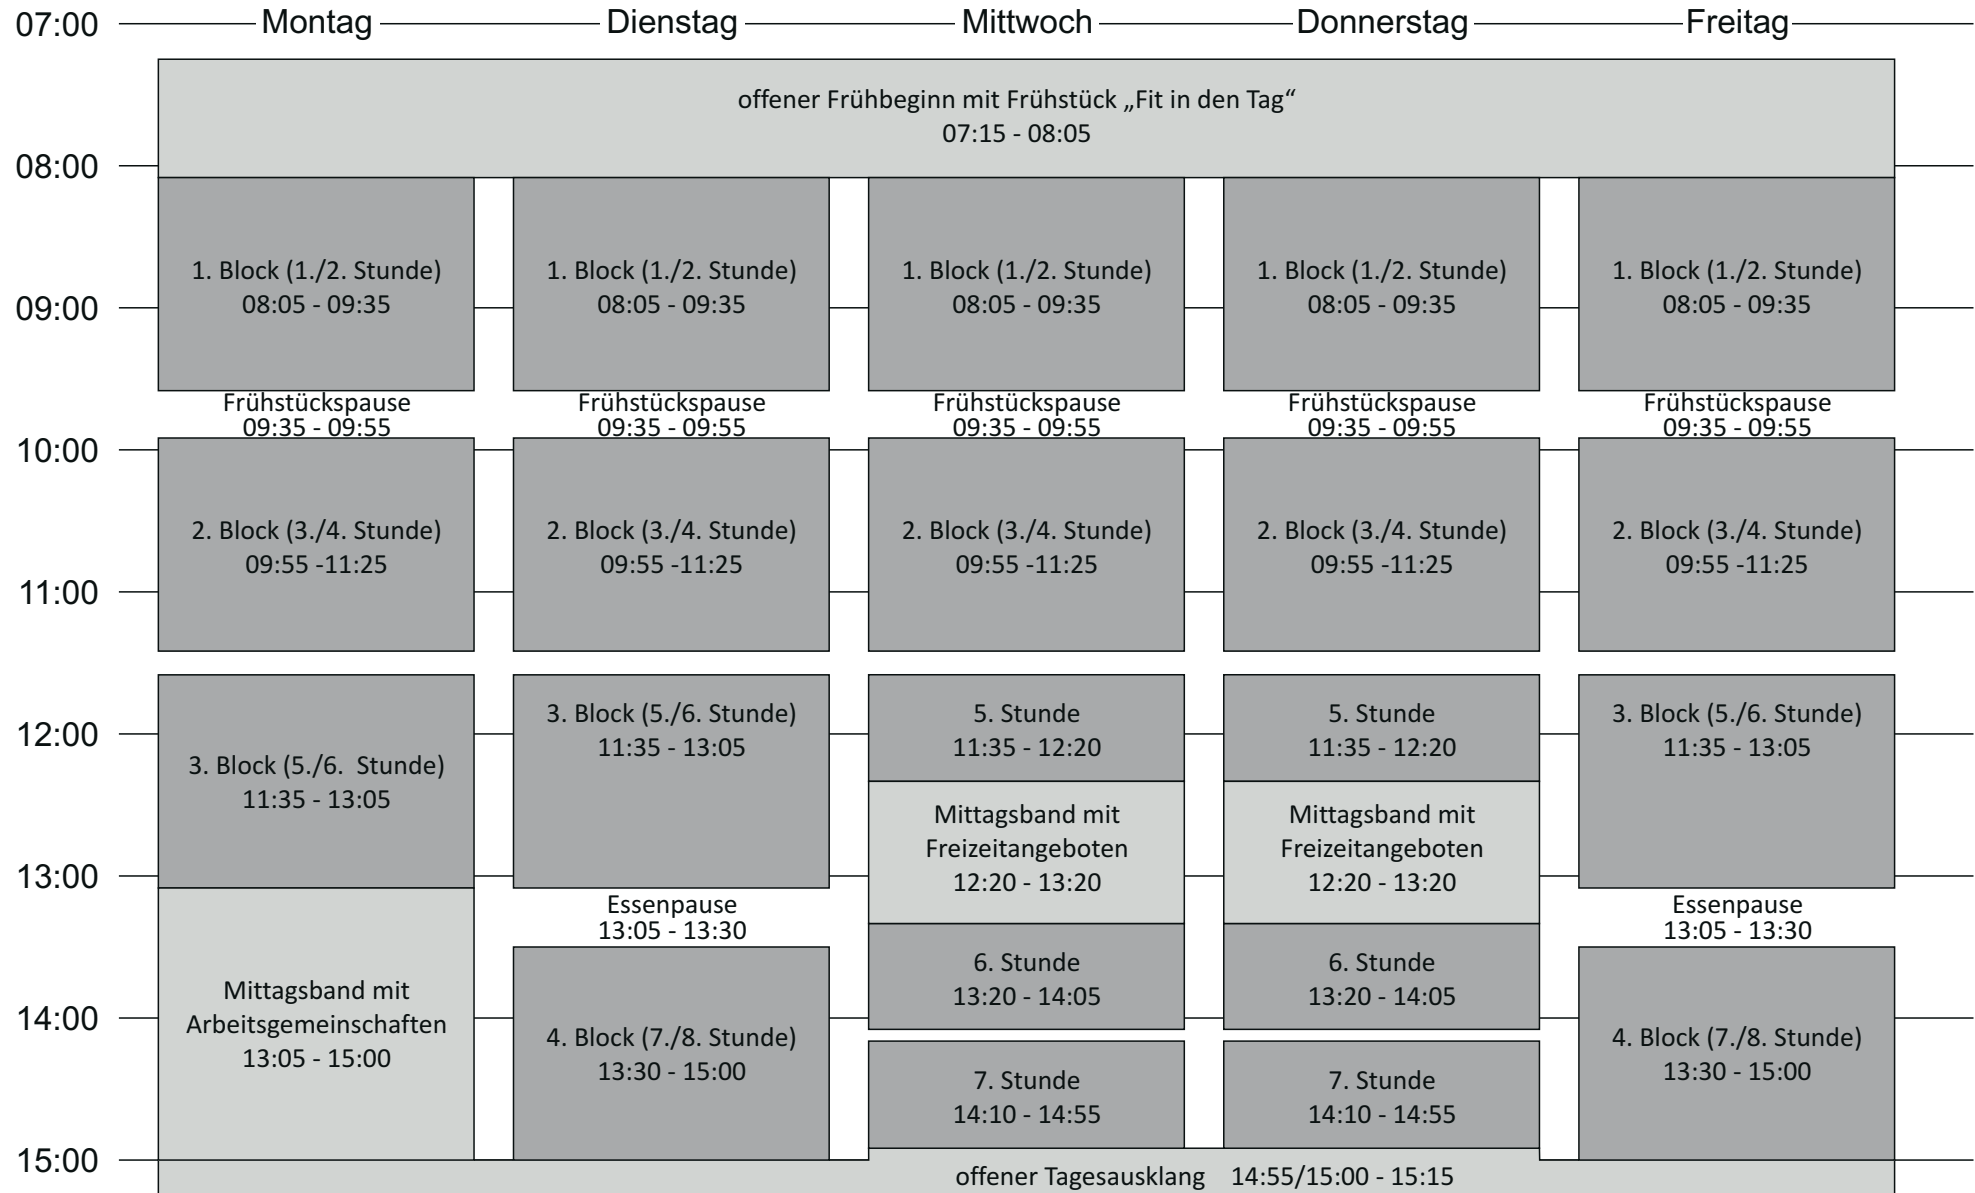 07:00 Montag Dienstag Mittwoch Donnerstag Freitag
offener Frühbeginn mit Frühstück „Fit in den Tag“
07:15 - 08:05
08:00
1. Block (1./2. Stunde) 1. Block (1./2. Stunde) 1. Block (1./2. Stunde) 1. Block (1./2. Stunde) 1. Block (1./2. Stunde)
09:00 08:05 - 09:35 08:05 - 09:35 08:05 - 09:35 08:05 - 09:35 08:05 - 09:35
Frühstückspause Frühstückspause Frühstückspause Frühstückspause Frühstückspause
09:35 - 09:55 09:35 - 09:55 09:35 - 09:55 09:35 - 09:55 09:35 - 09:55
10:00
2. Block (3./4. Stunde) 2. Block (3./4. Stunde) 2. Block (3./4. Stunde) 2. Block (3./4. Stunde) 2. Block (3./4. Stunde)
09:55 -11:25 09:55 -11:25 09:55 -11:25 09:55 -11:25 09:55 -11:25
11:00
12:00
3. Block (5./6. Stunde)
11:35 - 13:05
3. Block (5./6. Stunde)
11:35 - 13:05
5. Stunde
11:35 - 12:20
5. Stunde
11:35 - 12:20
3. Block (5./6. Stunde)
11:35 - 13:05
Mittagsband mit
Freizeitangeboten
12:20 - 13:20
Mittagsband mit
Freizeitangeboten
12:20 - 13:20
13:00
Essenpause
13:05 - 13:30
Essenpause
13:05 - 13:30
Mittagsband mit
Arbeitsgemeinschaften
13:05 - 15:00
6. Stunde
13:20 - 14:05
6. Stunde
13:20 - 14:05
14:00
4. Block (7./8. Stunde)
13:30 - 15:00
7. Stunde
14:10 - 14:55
7. Stunde
14:10 - 14:55
4. Block (7./8. Stunde)
13:30 - 15:00
15:00
offener Tagesausklang 14:55/15:00 - 15:15